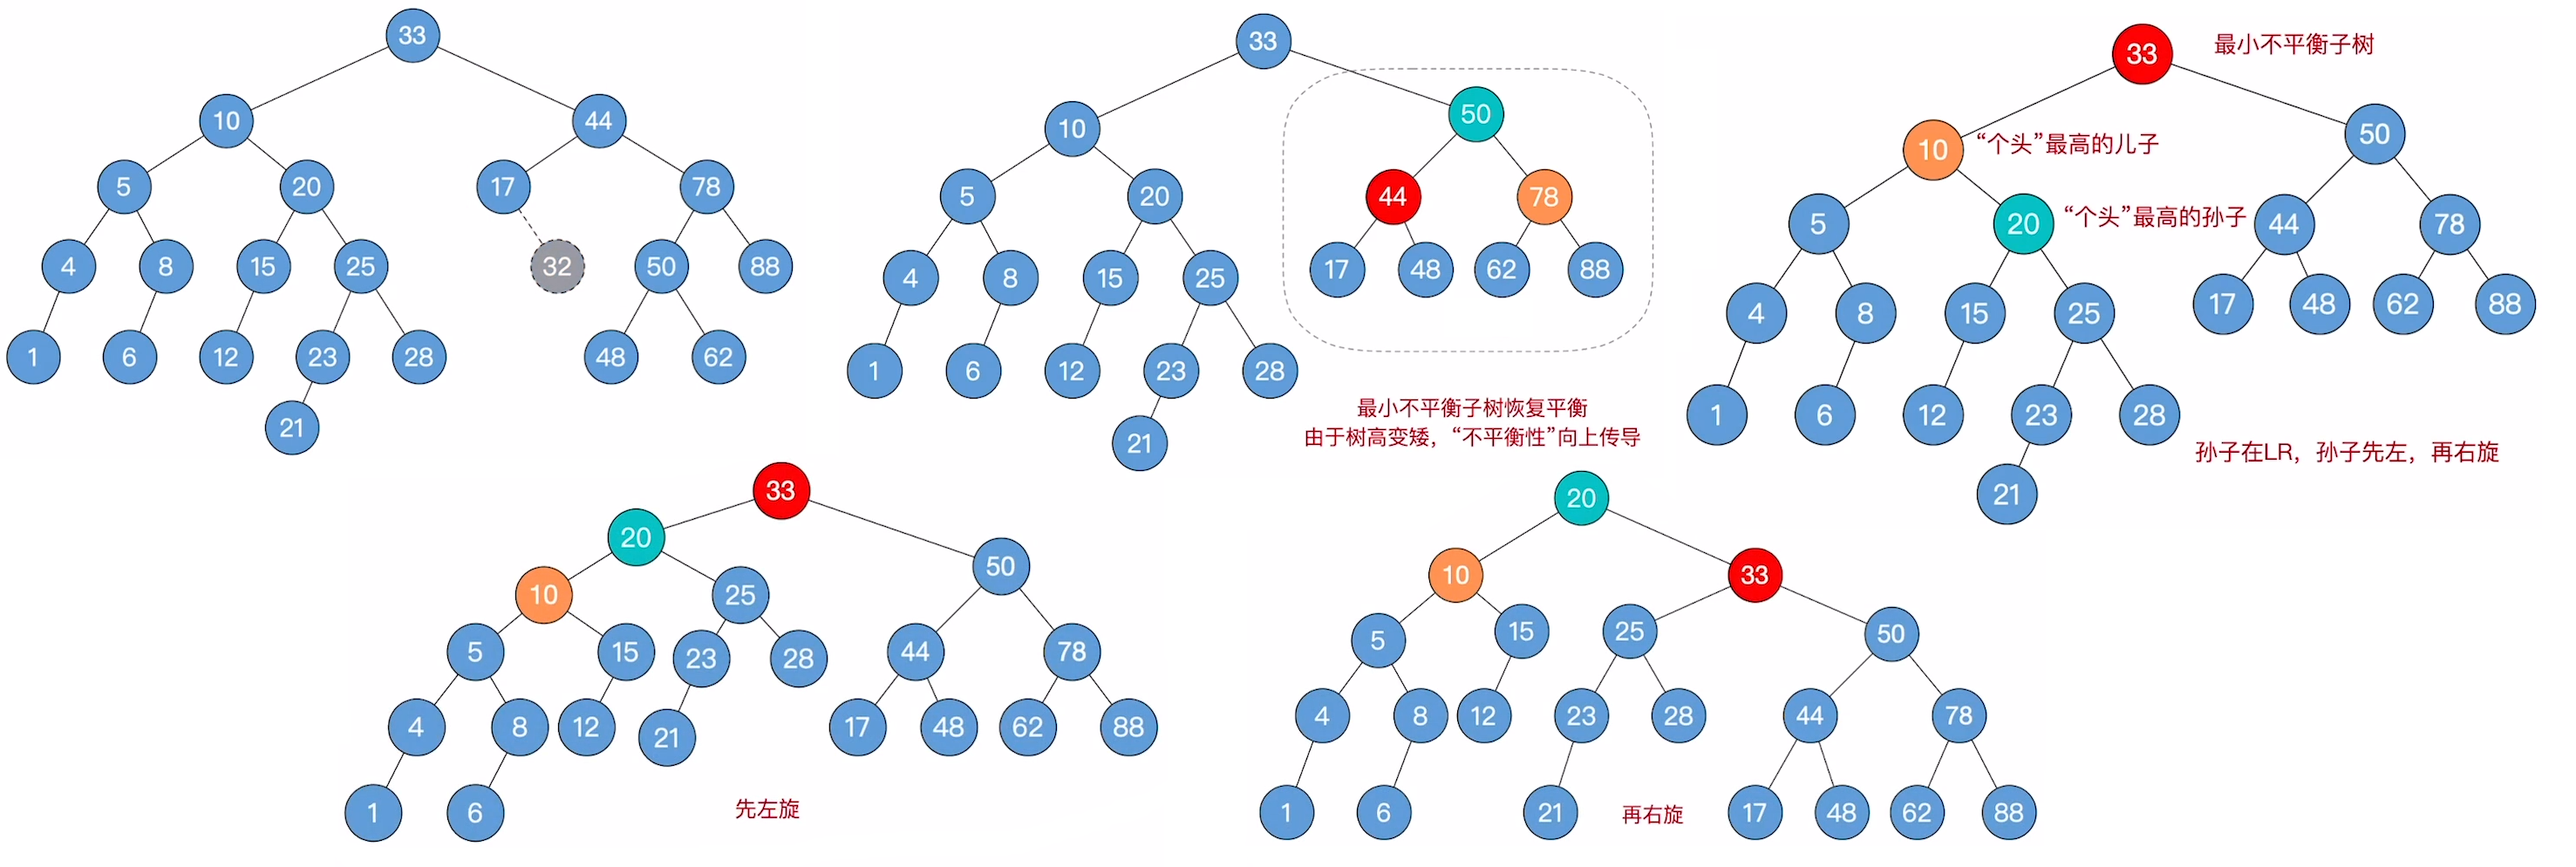 33
10 44
5 20 17 78
4 8 15 25 32 50 88
1 6 12 23 28 48 62
21
33
10 50
5 20 44 78
4 8 15 25 17 48 62 88
1 6 12 23 28
21
最小不平衡子树恢复平衡
由于树高变矮，“不平衡性”向上传导
33 最小不平衡子树
10 “个头”最高的儿子 50
5 20 “个头”最高的孙子 44 78
4 8 15 25 17 48 62 88
1 6 12 23 28
21
孙子在LR，孙子先左，再右旋
33
20 50
10 25 44 78
5 15 23 28
4 8 12 21 17 48 62 88
1 6
先左旋
20
10 33
5 15 25 50
4 8 12 23 28 44 78
1 6 21 17 48 62 88
再右旋